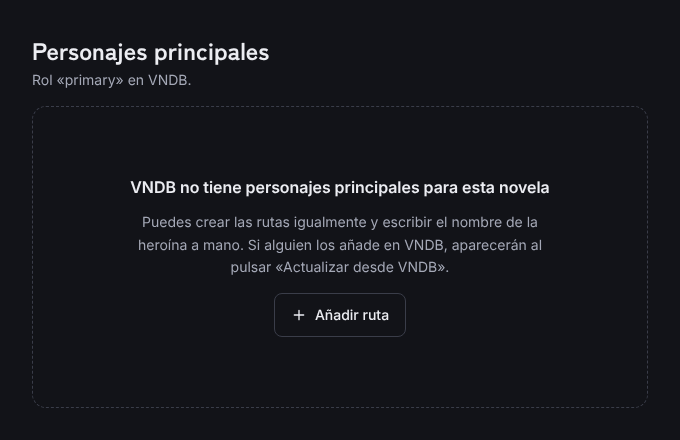 Personajes principales
Rol «primary» en VNDB.
VNDB no tiene personajes principales para esta novela
Puedes crear las rutas igualmente y escribir el nombre de la
heroína a mano. Si alguien los añade en VNDB, aparecerán al
pulsar «Actualizar desde VNDB».
+ Añadir ruta